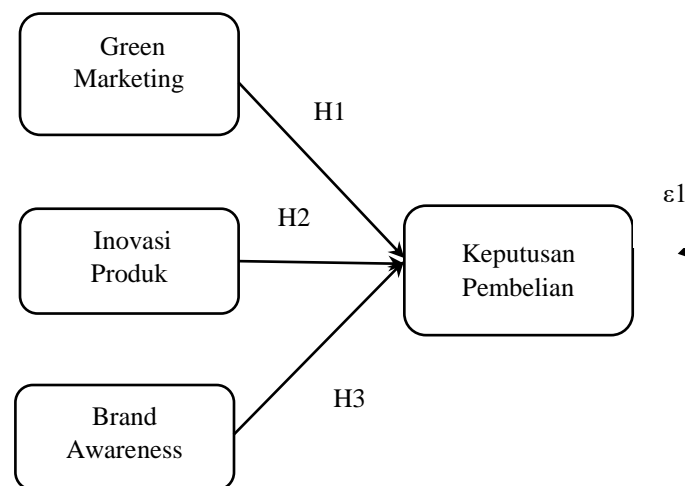 Green
Marketing
H1
ε1
H2
Inovasi
Produk
Keputusan
Pembelian
H3
Brand
Awareness